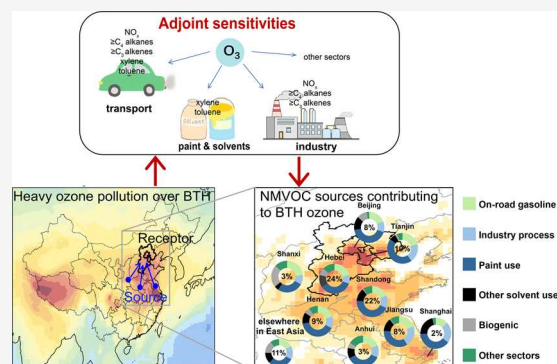 Adjoint sensitivities
NOx
≥C4 alkanes
≥C3 alkenes
xylene
toluene
transport
O3
other sectors
xylene
toluene
SOLVENT
paint & solvents
NOx
≥C4 alkanes
≥C3 alkenes
industry
Heavy ozone pollution over BTH
Receptor
Source
NMVOC sources contributing
to BTH ozone
Beijing
8%
Tianjin
10%
Shanxi
3%
Hebei
24%
Shandong
22%
Henan
9%
Jiangsu
8%
Shanghai
2%
Anhui
3%
elsewhere
in East Asia
11%
On-road gasoline
Industry process
Paint use
Other solvent use
Biogenic
Other sectors